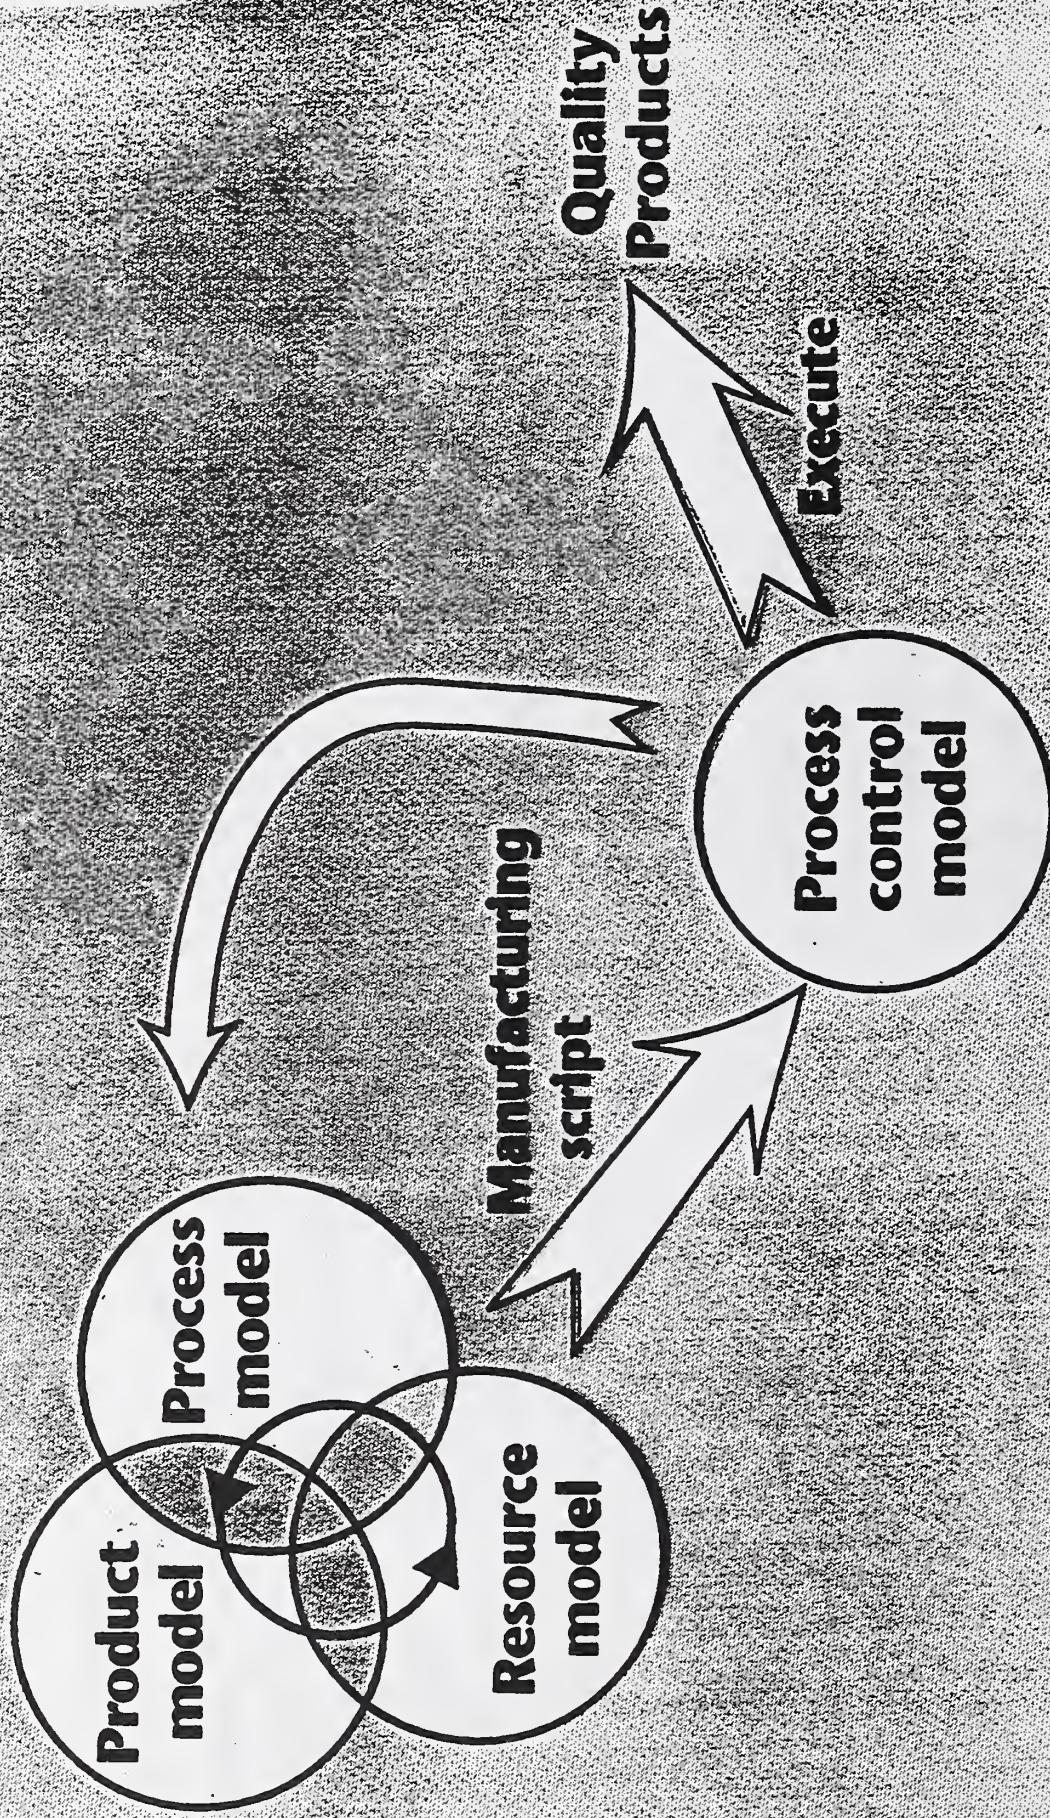 Product
model
Process
model
Resource
model
Manufacturing
script
Process
control
model
Execute
Quality
Products